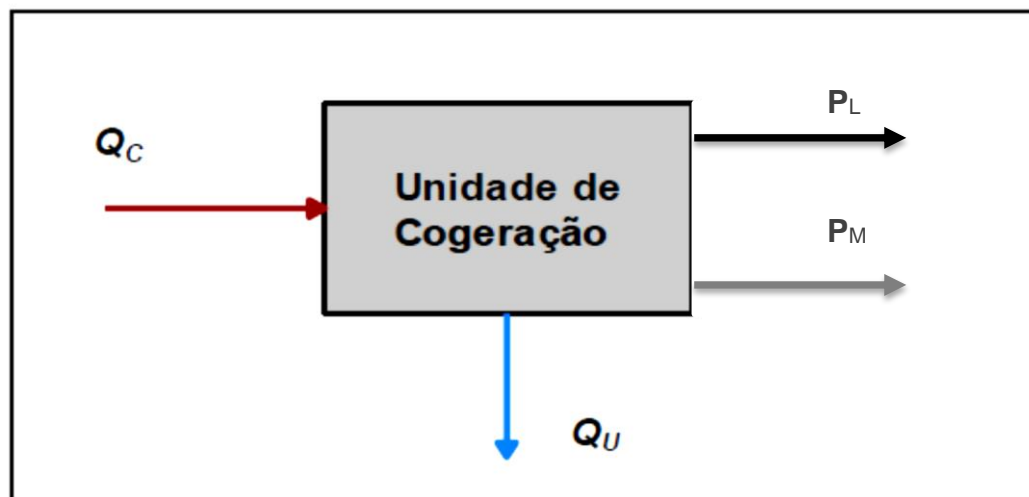 P_L
Q_C
Unidade de
Cogeração
P_M
Q_U